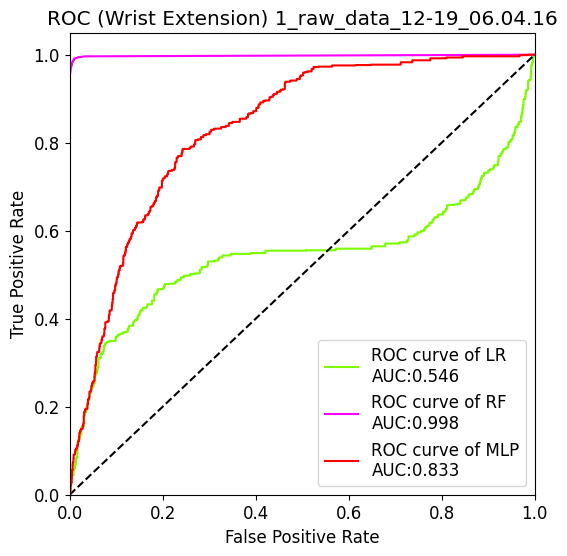 ROC (Wrist Extension) 1_raw_data_12-19_06.04.16
1.0
0.8
0.6
0.4
0.2
0.0
True Positive Rate
ROC curve of LR
AUC:0.546
ROC curve of RF
AUC:0.998
ROC curve of MLP
AUC:0.833
0.0 0.2 0.4 0.6 0.8 1.0
False Positive Rate